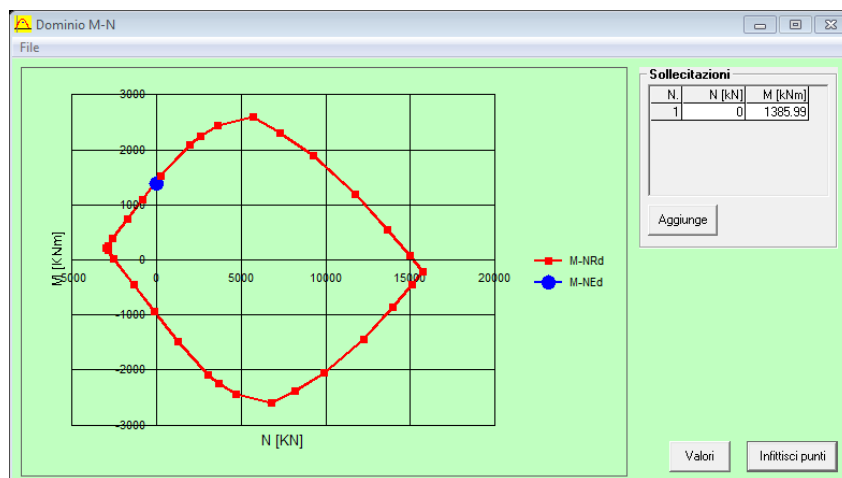 Dominio M-N
File
3000
2000
1000
0
-1000
-2000
-3000
M [KNm]
-5000 0 5000 10000 15000 20000
N [KN]
M-NRd
M-NEd
Sollecitazioni
N. N [kN] M [kNm]
1 0 1385.99
Aggiunge
Valori Infittisci punti